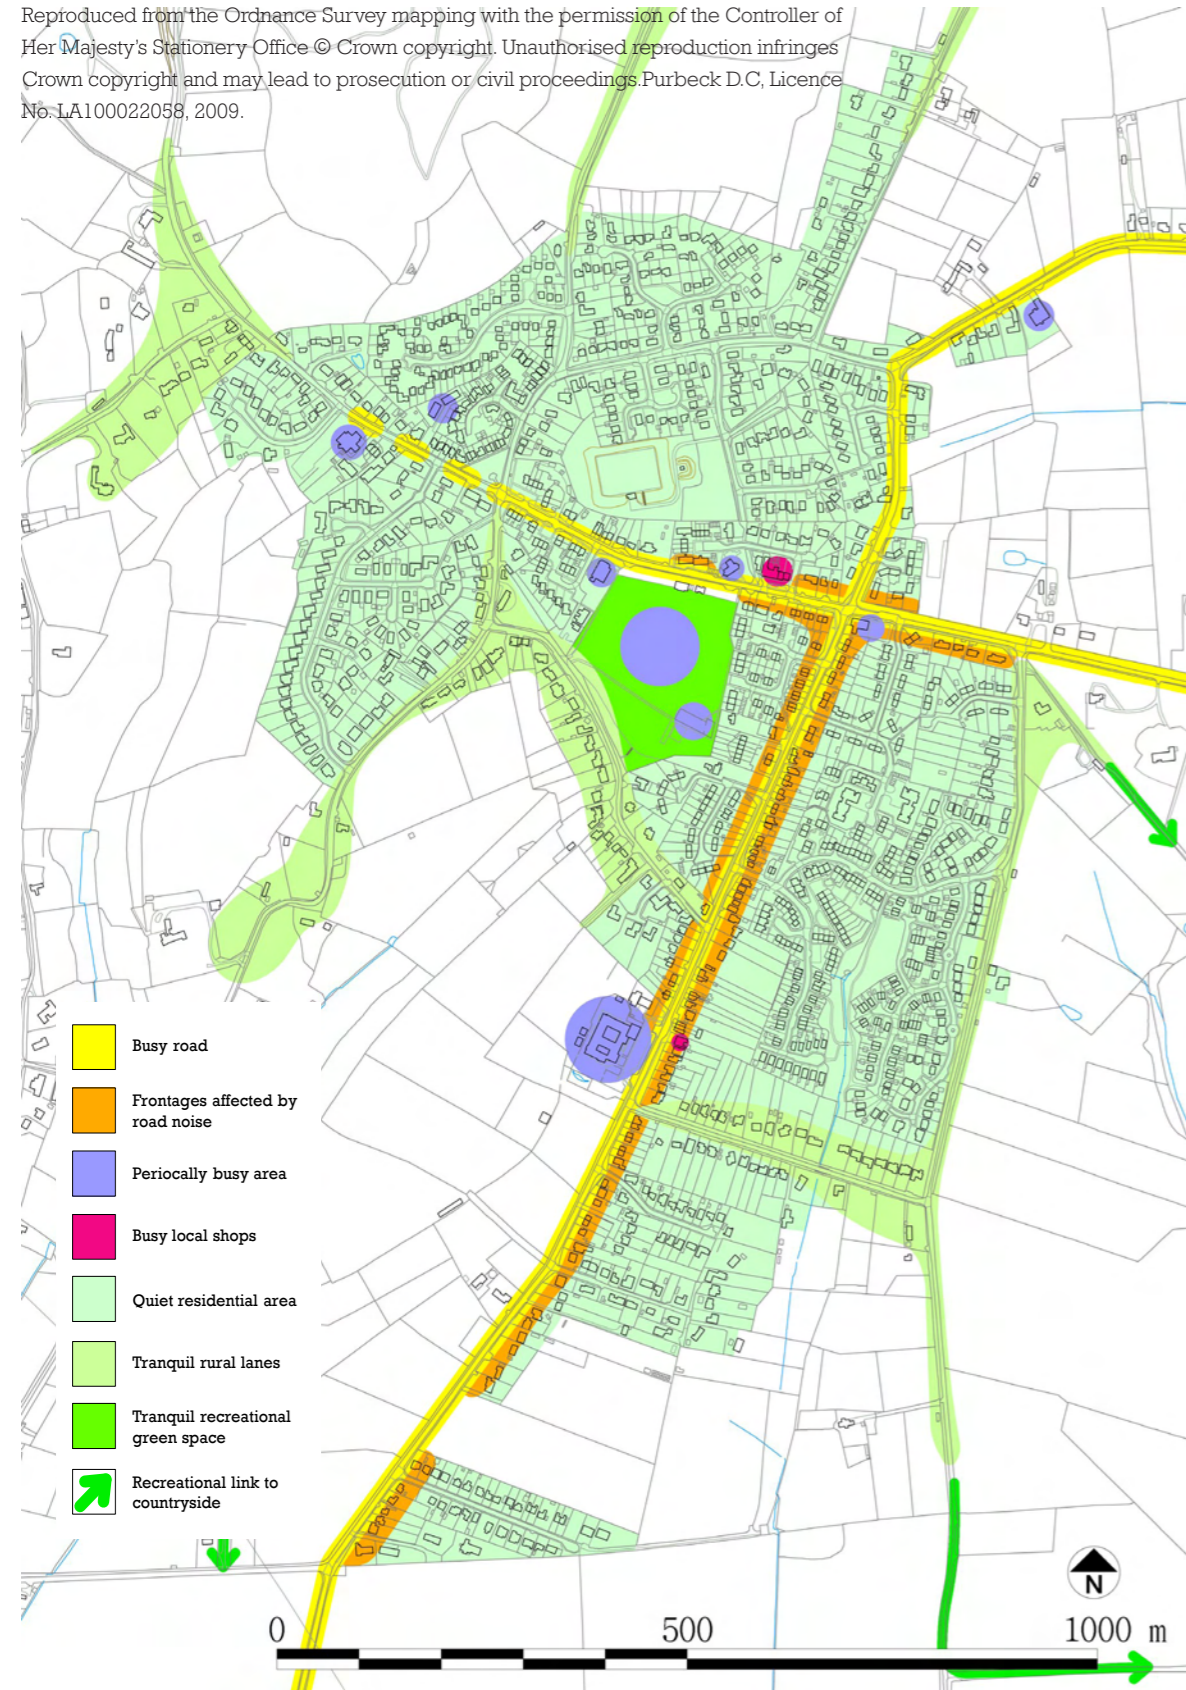 Reproduced from the Ordnance Survey mapping with the permission of the Controller of
Her Majesty's Stationery Office © Crown copyright. Unauthorised reproduction infringes
Crown copyright and may lead to prosecution or civil proceedings.Purbeck D.C, Licence
No. LA100022058, 2009.
Busy road
Frontages affected by
road noise
Periocally busy area
Busy local shops
Quiet residential area
Tranquil rural lanes
Tranquil recreational
green space
Recreational link to
countryside
N
0 500 1000 m